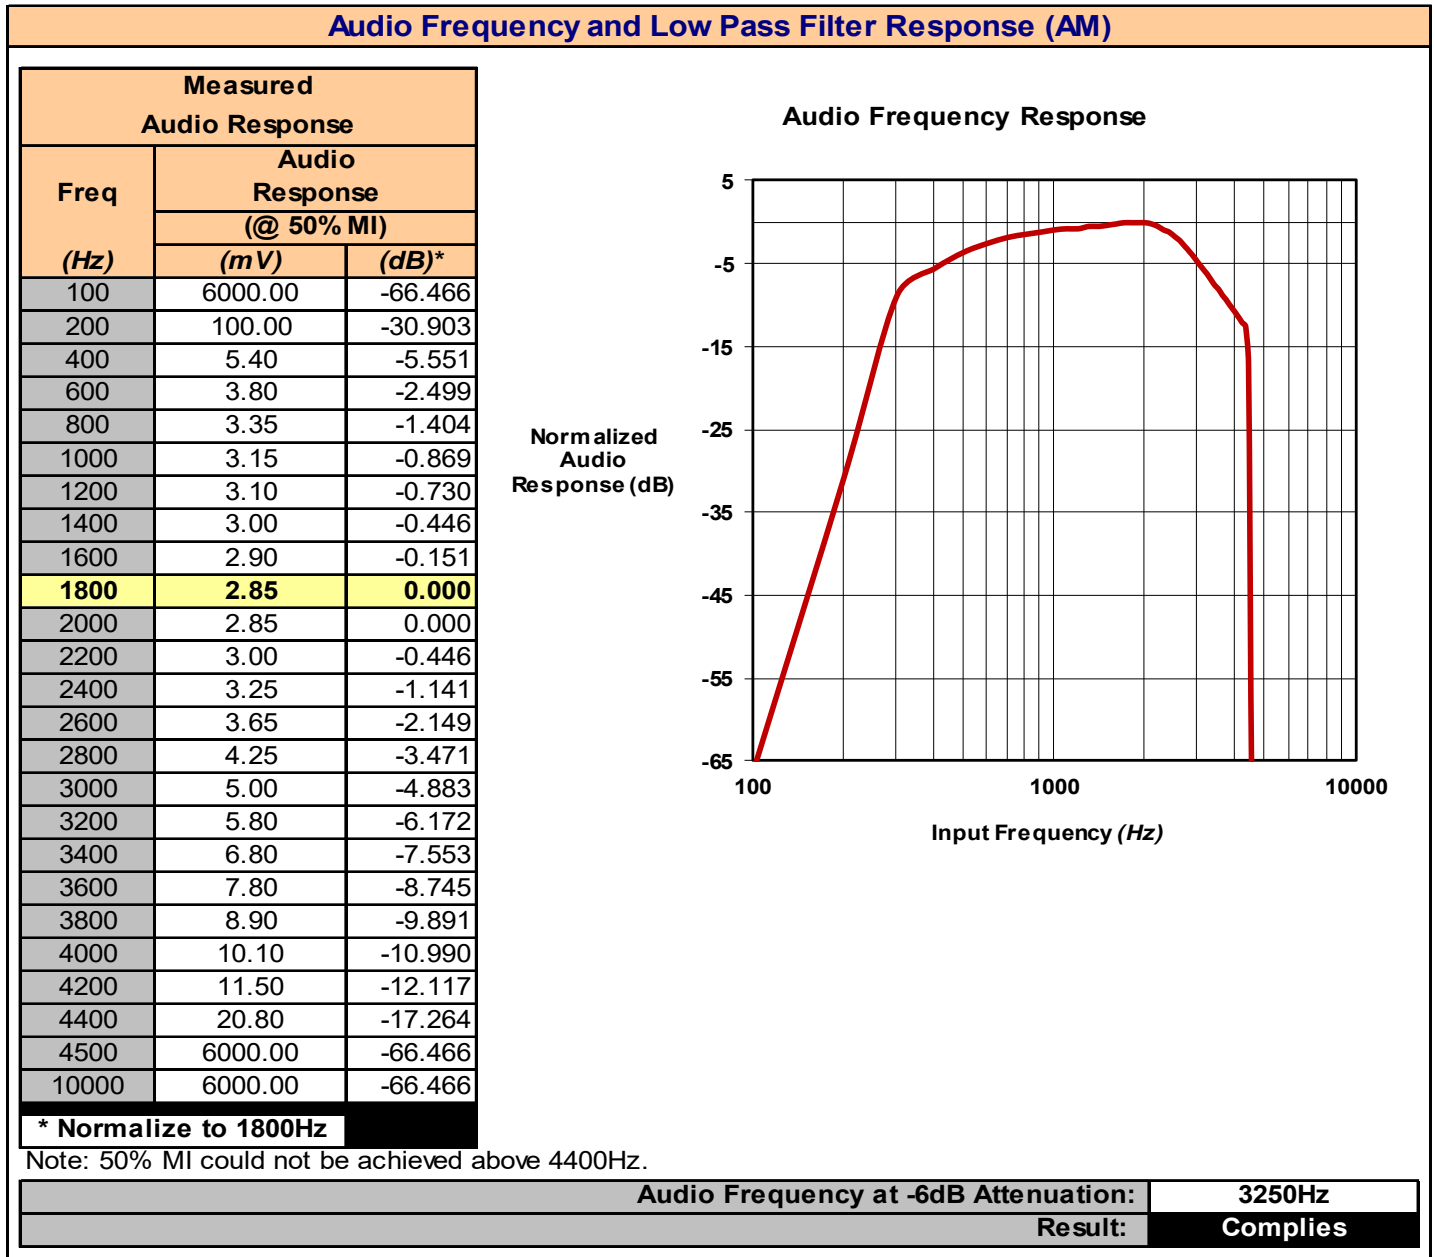 Audio Frequency and Low Pass Filter Response (AM)
Measured
Audio Response
Freq
(Hz)
Audio
Response
(@ 50% MI)
(mV) (dB)*
100 6000.00 -66.466
200 100.00 -30.903
400 5.40 -5.551
600 3.80 -2.499
800 3.35 -1.404
1000 3.15 -0.869
1200 3.10 -0.730
1400 3.00 -0.446
1600 2.90 -0.151
1800 2.85 0.000
2000 2.85 0.000
2200 3.00 -0.446
2400 3.25 -1.141
2600 3.65 -2.149
2800 4.25 -3.471
3000 5.00 -4.883
3200 5.80 -6.172
3400 6.80 -7.553
3600 7.80 -8.745
3800 8.90 -9.891
4000 10.10 -10.990
4200 11.50 -12.117
4400 20.80 -17.264
4500 6000.00 -66.466
10000 6000.00 -66.466
* Normalize to 1800Hz
Audio Frequency Response
Normalized
Audio
Response (dB)
5
-5
-15
-25
-35
-45
-55
-65
100 1000 10000
Input Frequency (Hz)
Note: 50% MI could not be achieved above 4400Hz.
Audio Frequency at -6dB Attenuation: 3250Hz
Result: Complies